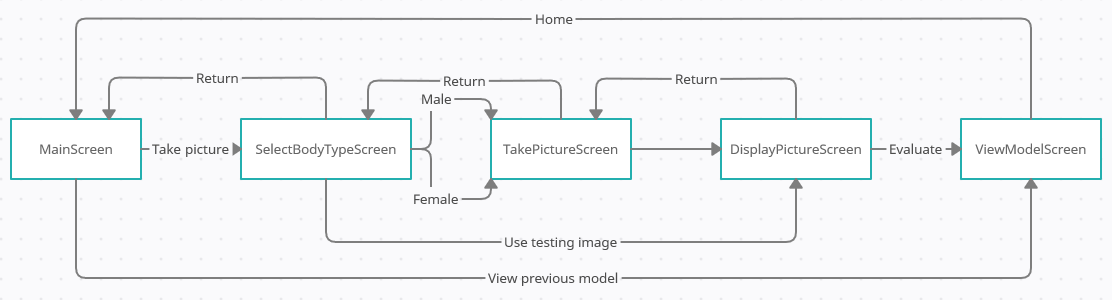 Home
Return
Return
Return
Male
MainScreen
Take picture
SelectBodyTypeScreen
TakePictureScreen
DisplayPictureScreen
Evaluate
ViewModelScreen
Female
Use testing image
View previous model